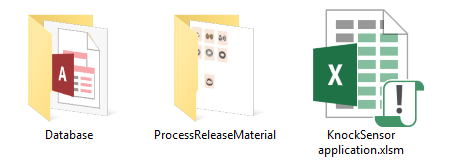 A
X
Database
ProcessReleaseMaterial
KnockSensor
application.xlsm